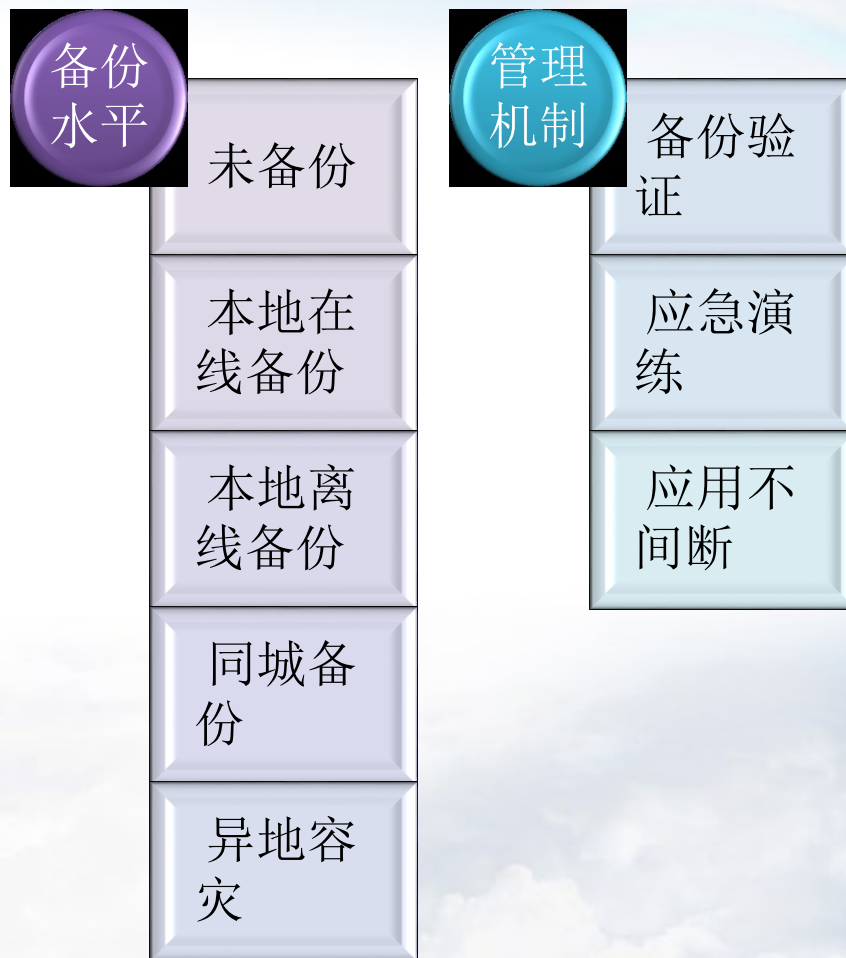 备份
水平
未备份
本地在
线备份
本地离
线备份
同城备
份
异地容
灾
管理
机制
备份验
证
应急演
练
应用不
间断